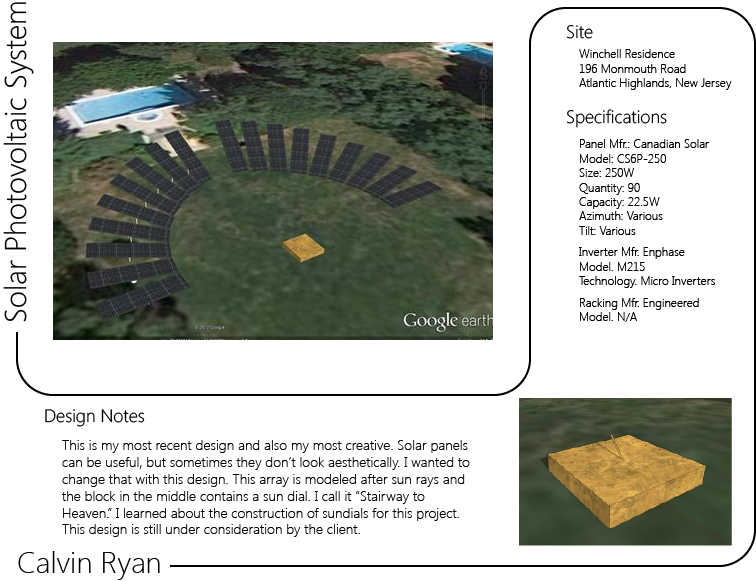 Solar Photovoltaic System
Google earth
© 2012 Google
Site
Winchell Residence
196 Monmouth Road
Atlantic Highlands, New Jersey
Specifications
Panel Mfr.: Canadian Solar
Model: CS6P-250
Size: 250W
Quantity: 90
Capacity: 22.5W
Azimuth: Various
Tilt: Various
Inverter Mfr. Enphase
Model. M215
Technology. Micro Inverters
Racking Mfr. Engineered
Model. N/A
Design Notes
This is my most recent design and also my most creative. Solar panels
can be useful, but sometimes they don't look aesthetically. I wanted to
change that with this design. This array is modeled after sun rays and
the block in the middle contains a sun dial. I call it “Stairway to
Heaven.” I learned about the construction of sundials for this project.
This design is still under consideration by the client.
Calvin Ryan